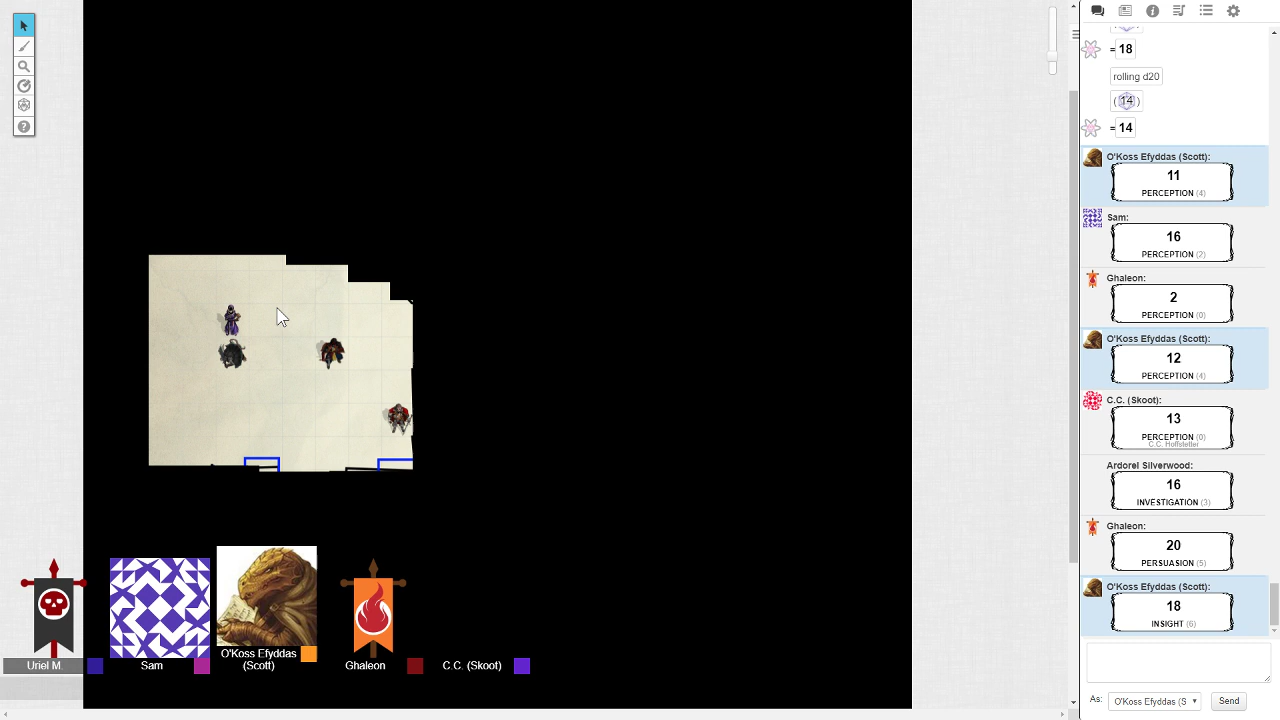 = 18
rolling d20
(14)
= 14
O'Koss Efyddas (Scott):
11
PERCEPTION (4)
Sam:
16
PERCEPTION (2)
Ghaleon:
2
PERCEPTION (0)
O'Koss Efyddas (Scott):
12
PERCEPTION (4)
C.C. (Skoot):
13
PERCEPTION (0)
C.C. Hoffstetler
Ardorel Silverwood:
16
INVESTIGATION (3)
Ghaleon:
20
PERSUASION (5)
O'Koss Efyddas (Scott):
18
INSIGHT (6)
As: O'Koss Efyddas (S
Send
Uriel M.
Sam
O'Koss Efyddas
(Scott)
Ghaleon
C.C. (Skoot)